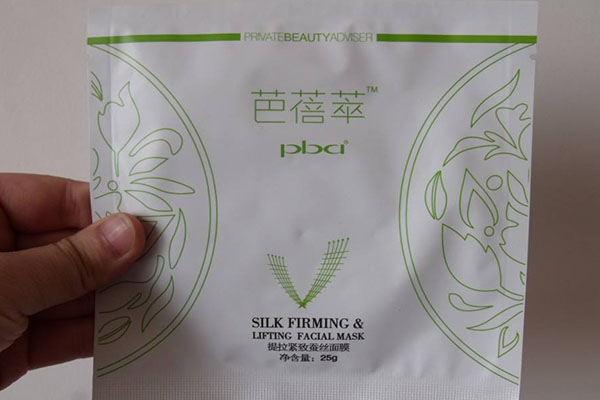 PRIVATEBEAUTYADVISER
芭蓓萃™
pba®
SILK FIRMING &
LIFTING FACIAL MASK
提拉紧致蚕丝面膜
净含量：25g